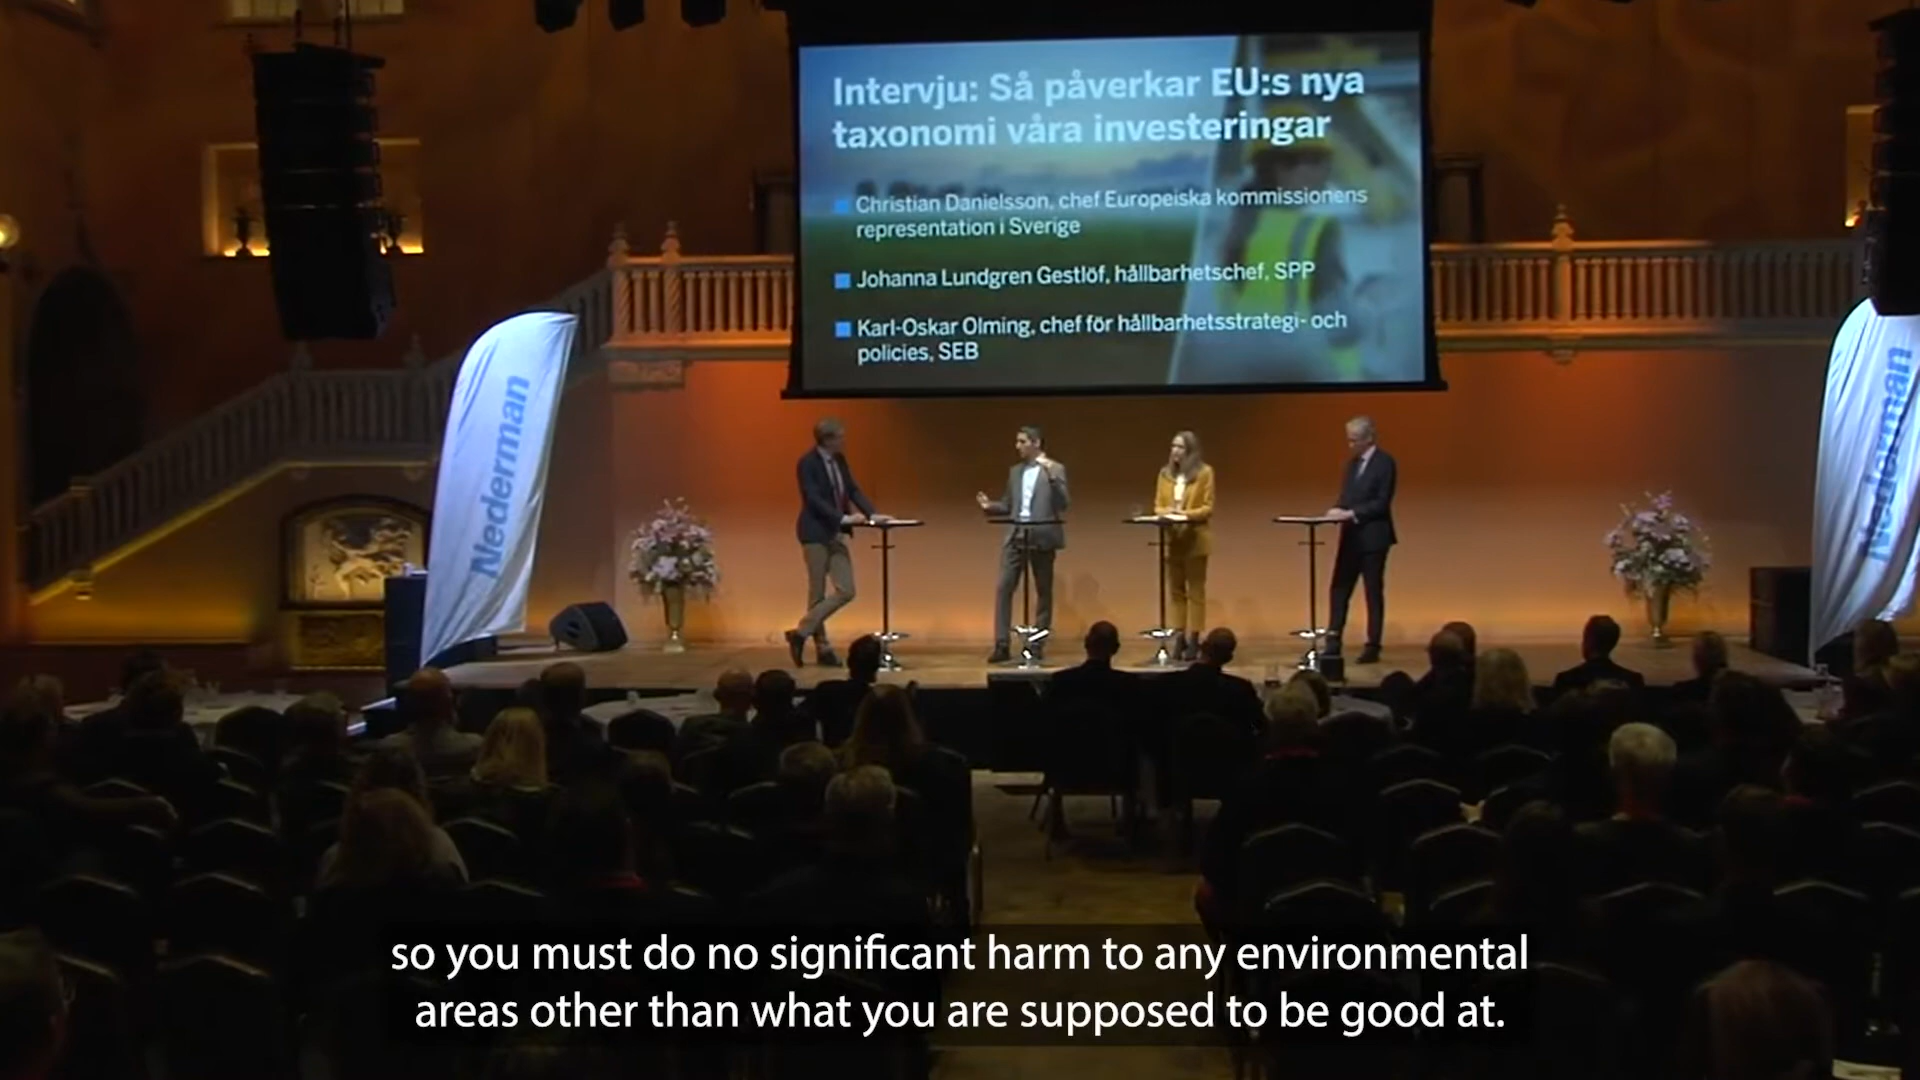 Intervju: Så påverkar EU:s nya
taxonomi våra investeringar
Christian Danielsson, chef Europeiska kommissionens
representation i Sverige
Johanna Lundgren Gestlöf, hållbarhetschef, SPP
Karl-Oskar Olming, chef för hållbarhetsstrategi- och
policies, SEB
Nederman
Nederman
so you must do no significant harm to any environmental
areas other than what you are supposed to be good at.